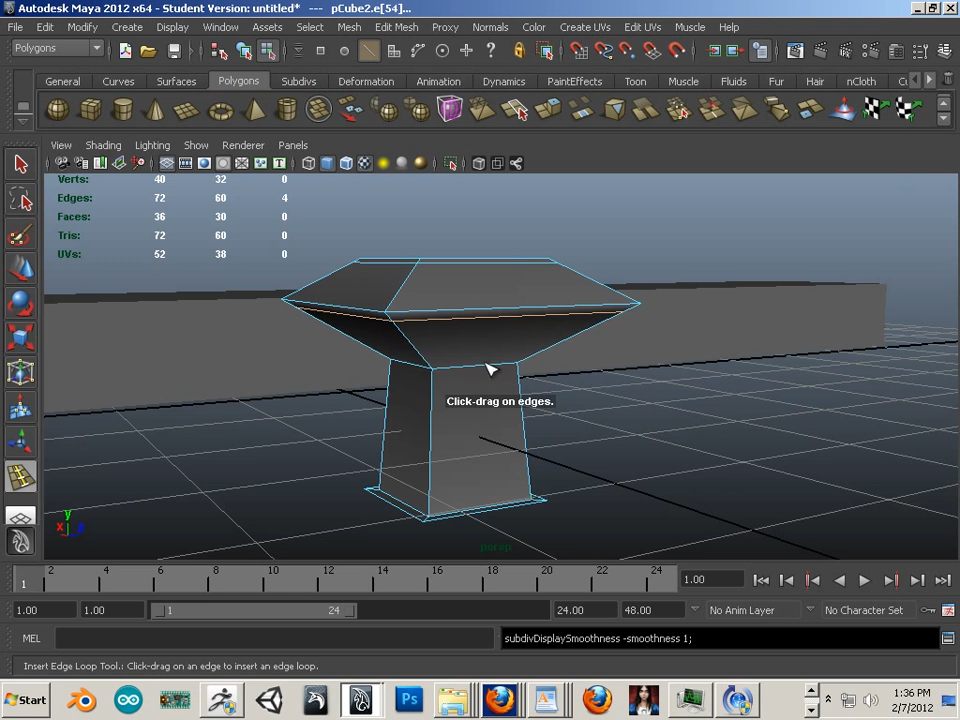 Autodesk Maya 2012 x64 - Student Version: untitled* --- pCube2.e[54]...
File Edit Modify Create Display Window Assets Select Mesh Edit Mesh Proxy Normals Color Create UVs Edit UVs Muscle Help
Polygons
General Curves Surfaces Polygons Subdivs Deformation Animation Dynamics PaintEffects Toon Muscle Fluids Fur Hair nCloth
View Shading Lighting Show Renderer Panels
Verts: 40 32 0
Edges: 72 60 4
Faces: 36 30 0
Tris: 72 60 0
UVs: 52 38 0
Click-drag on edges.
y
x z
persp
2 4 6 8 10 12 14 16 18 20 22 24
1 1.00
1.00 1.00 1 24 24.00 48.00 No Anim Layer No Character Set
MEL subdivDisplaySmoothness -smoothness 1;
Insert Edge Loop Tool.: Click-drag on an edge to insert an edge loop.
Start Ps 1:36 PM
2/7/2012